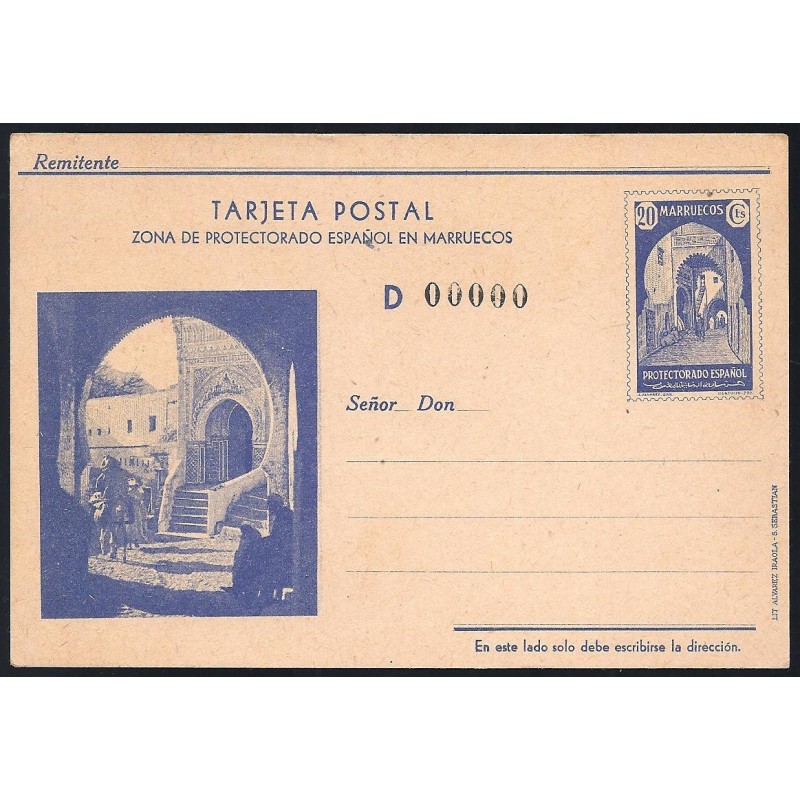 Remitente
TARJETA POSTAL
ZONA DE PROTECTORADO ESPAÑOL EN MARRUECOS
20 MARRUECOS Cts
D 00000
PROTECTORADO ESPAÑOL
Señor Don
LIT ALVAREZ IRAOLA - S. SEBASTIAN
En este lado solo debe escribirse la dirección.